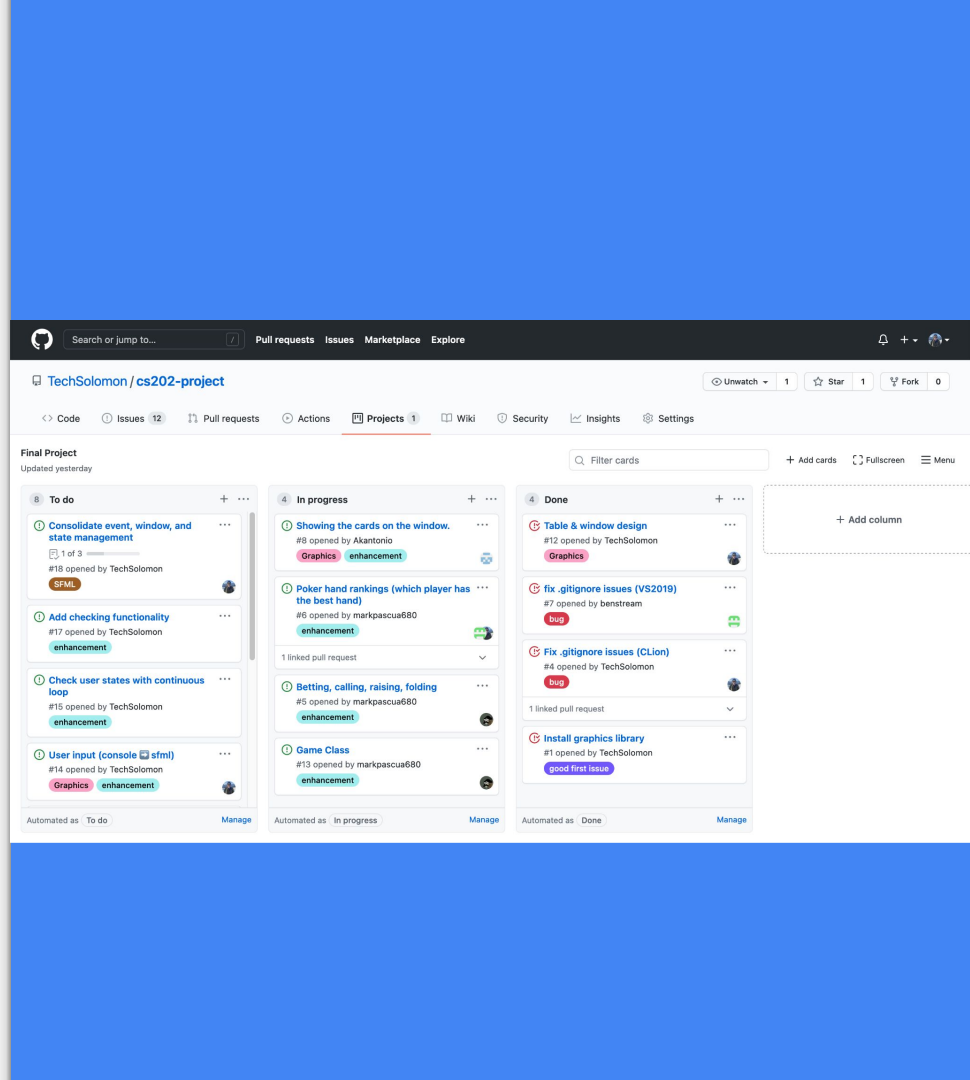 Search or jump to... /
Pull requests Issues Marketplace Explore
TechSolomon / cs202-project
Unwatch 1 Star 1 Fork 0
Code Issues 12 Pull requests Actions Projects 1 Wiki Security Insights Settings
Final Project
Updated yesterday
Filter cards
+ Add cards Fullscreen Menu
8 To do + ...
Consolidate event, window, and ...
state management
1 of 3
#18 opened by TechSolomon
SFML
Add checking functionality ...
#17 opened by TechSolomon
enhancement
Check user states with continuous ...
loop
#15 opened by TechSolomon
enhancement
User input (console ➡️ sfml) ...
#14 opened by TechSolomon
Graphics enhancement
Automated as To do Manage
4 In progress + ...
Showing the cards on the window. ...
#8 opened by Akantonio
Graphics enhancement
Poker hand rankings (which player has ...
the best hand)
#6 opened by markpascua680
enhancement
1 linked pull request
Betting, calling, raising, folding ...
#5 opened by markpascua680
enhancement
Game Class ...
#13 opened by markpascua680
enhancement
Automated as In progress Manage
4 Done + ...
Table & window design ...
#12 opened by TechSolomon
Graphics
fix .gitignore issues (VS2019) ...
#7 opened by benstream
bug
Fix .gitignore issues (CLion) ...
#4 opened by TechSolomon
bug
1 linked pull request
Install graphics library ...
#1 opened by TechSolomon
good first issue
Automated as Done Manage
+ Add column